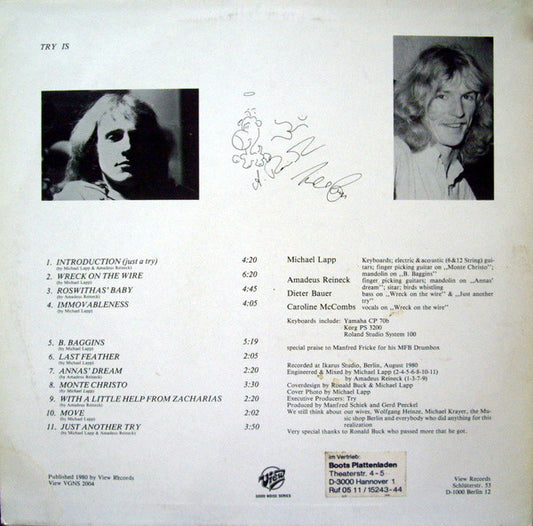 TRY IS
1. INTRODUCTION (just a try) 4:20
(by Michael Lapp & Amadeus Reineck)
2. WRECK ON THE WIRE 6:20
(by Michael Lapp)
3. ROSWITHAS' BABY 4:45
(by Amadeus Reineck)
4. IMMOVABLENESS 4:05
(by Michael Lapp)
5. B. BAGGINS 5:19
(by Michael Lapp)
6. LAST FEATHER 2:05
(by Michael Lapp)
7. ANNAS' DREAM 2:20
(by Amadeus Reineck)
8. MONTE CHRISTO 3:30
(by Michael Lapp)
9. WITH A LITTLE HELP FROM ZACHARIAS
(by Amadeus Reineck) 2:20
10. MOVE 2:02
(by Michael Lapp)
11. JUST ANOTHER TRY 3:50
(by Michael Lapp)
Michael Lapp Keyboards; electric & acoustic (6&12 String) gui-
tars; finger picking guitar on „Monte Christo";
mandolin on „B. Baggins"
Amadeus Reineck finger picking guitars; mandolin on „Annas'
dream"; sitar; birds whistling
Dieter Bauer bass on „Wreck on the wire" & „Just another
try"
Caroline McCombs vocals on „Wreck on the wire"
Keyboards include: Yamaha CP 70b
Korg PS 3200
Roland Studio System 100
special praise to Manfred Fricke for his MFB Drumbox
Recorded at Ikarus Studio, Berlin, August 1980
Engineered & Mixed by Michael Lapp (2-4-5-6-8-10-11)
by Amadeus Reineck (1-3-7-9)
Coverdesign by Ronald Buck & Michael Lapp
Cover Photo by Michael Lapp
Executive Producers: Try
Produced by Manfred Schiek and Gerd Penckel
We still think about our wives, Wolfgang Heinze, Michael Krayer, the Mu-
sic shop Berlin and everybody who did anything for this
realization
Very special thanks to Ronald Buck who passed more that he got.
Published 1980 by View Records
View VGNS 2004
View
GOOD NOISE SERIES
im Vertrieb:
Boots Plattenladen
Theaterstr. 4-5
D-3000 Hannover 1
Ruf 05 11 / 15243-44
View Records
Schlüterstr. 53
D-1000 Berlin 12